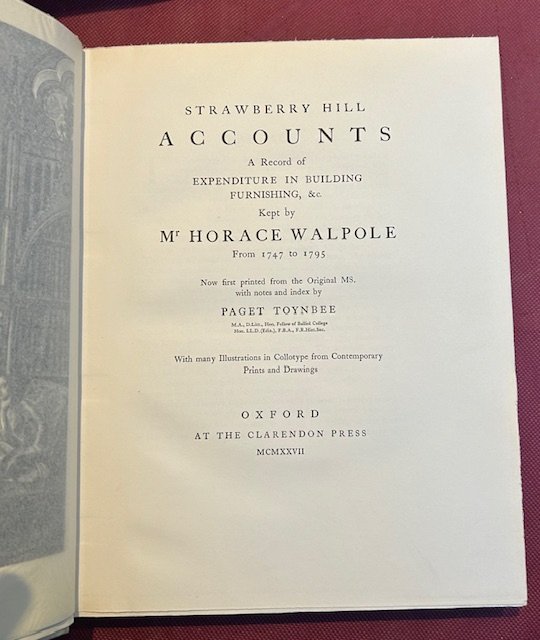 STRAWBERRY HILL
ACCOUNTS
A Record of
EXPENDITURE IN BUILDING
FURNISHING, &c.
Kept by
Mr HORACE WALPOLE
From 1747 to 1795
Now first printed from the Original MS.
with notes and index by
PAGET TOYNBEE
M.A., D.Litt., Hon. Fellow of Balliol College
Hon. LL.D. (Edin.), F.B.A., F.R.Hist.Soc.
With many Illustrations in Collotype from Contemporary
Prints and Drawings
OXFORD
AT THE CLARENDON PRESS
MCMXXVII